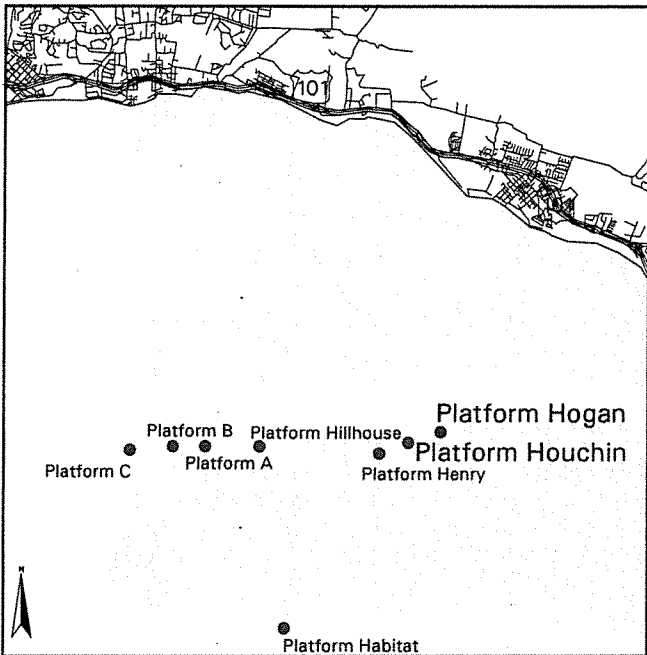 101
Platform Hogan
Platform B
Platform Hillhouse
Platform Houchin
Platform C
Platform A
Platform Henry
Platform Habitat
N